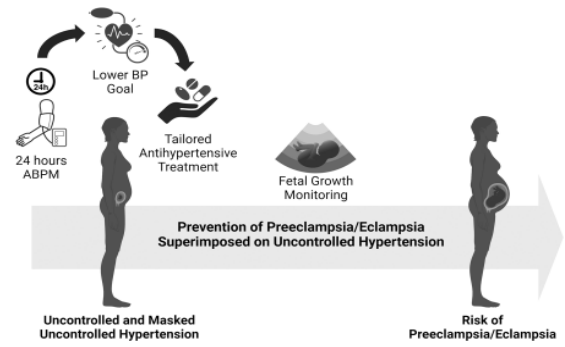 24h
24 hours
ABPM
Lower BP
Goal
Tailored
Antihypertensive
Treatment
Fetal Growth
Monitoring
Prevention of Preeclampsia/Eclampsia
Superimposed on Uncontrolled Hypertension
Uncontrolled and Masked
Uncontrolled Hypertension
Risk of
Preeclampsia/Eclampsia